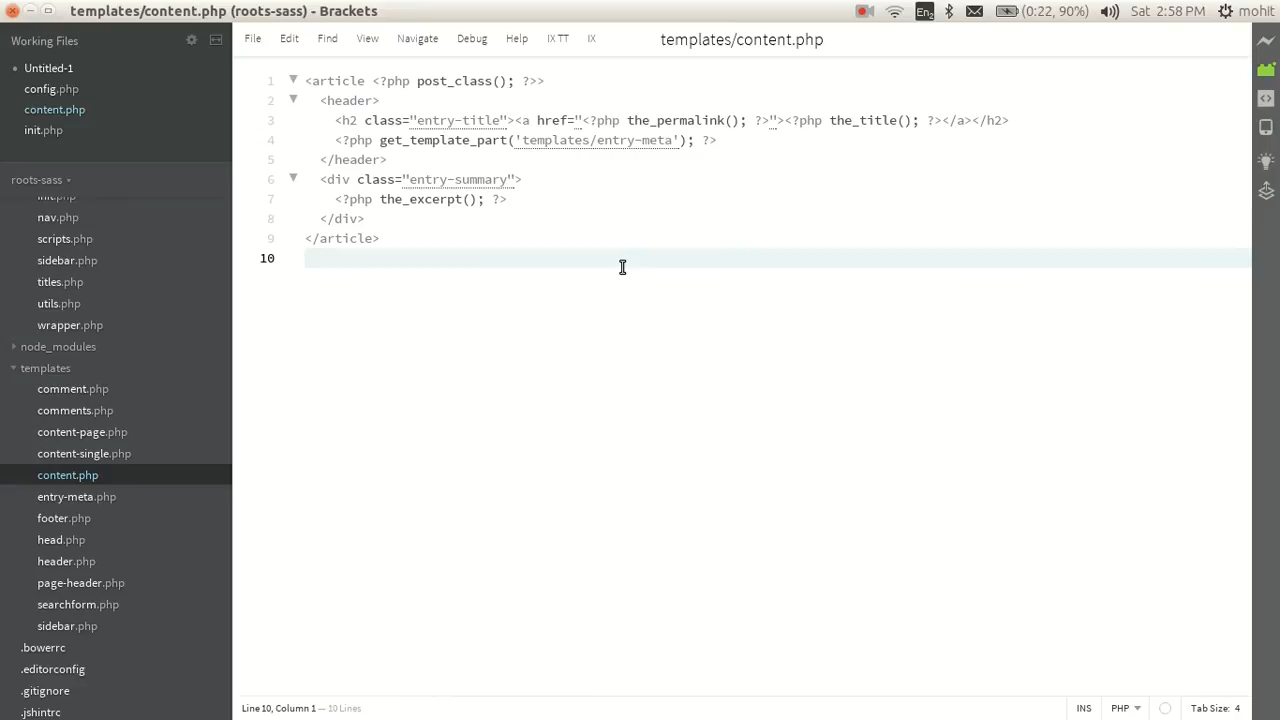 templates/content.php (roots-sass) - Brackets
En2
(0:22, 90%)
Sat 2:58 PM
mohit
Working Files
Untitled-1
config.php
content.php
init.php
roots-sass
init.php
nav.php
scripts.php
sidebar.php
titles.php
utils.php
wrapper.php
node_modules
templates
comment.php
comments.php
content-page.php
content-single.php
content.php
entry-meta.php
footer.php
head.php
header.php
page-header.php
searchform.php
sidebar.php
.bowerrc
.editorconfig
.gitignore
.jshintrc
File Edit Find View Navigate Debug Help IX TT IX
templates/content.php
1 <article <?php post_class(); ?>>
2 <header>
3 <h2 class="entry-title"><a href="<?php the_permalink(); ?>"><?php the_title(); ?></a></h2>
4 <?php get_template_part('templates/entry-meta'); ?>
5 </header>
6 <div class="entry-summary">
7 <?php the_excerpt(); ?>
8 </div>
9 </article>
10
Line 10, Column 1 — 10 Lines
INS PHP Tab Size: 4